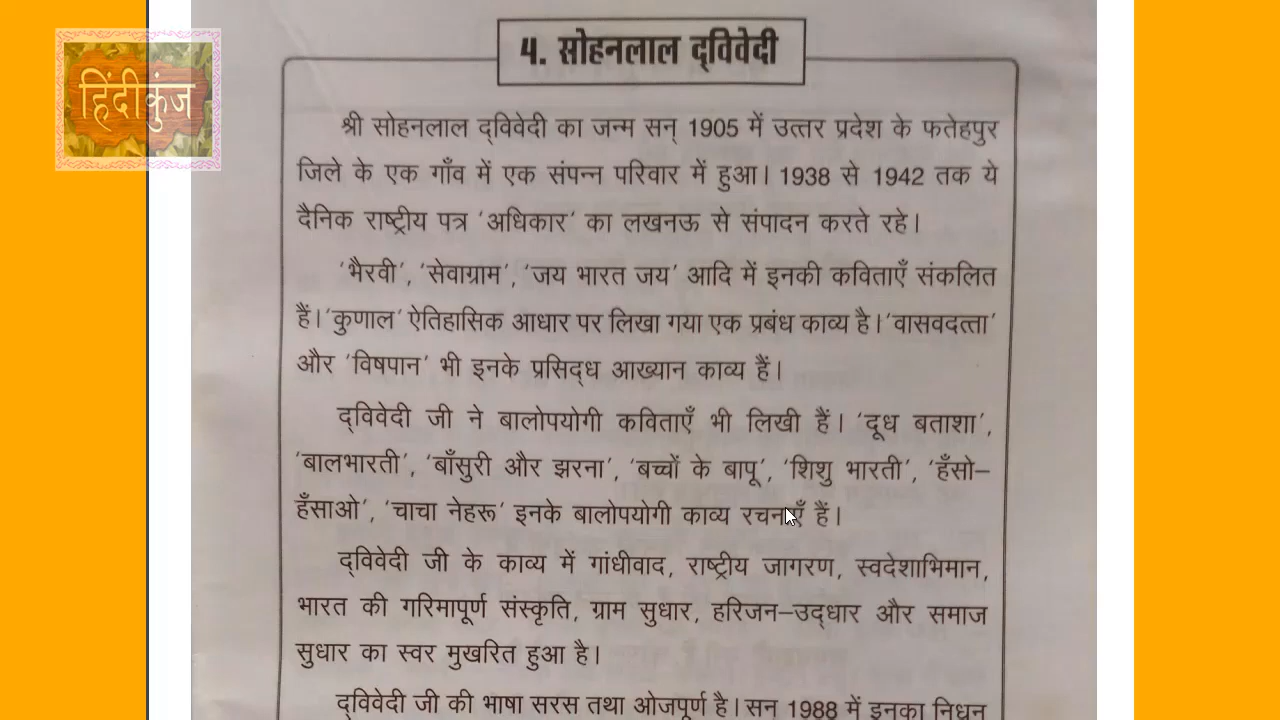 हिंदीकुंज
4. सोहनलाल द्‌विवेदी
श्री सोहनलाल द्‌विवेदी का जन्म सन् 1905 में उत्तर प्रदेश के फतेहपुर
जिले के एक गाँव में एक संपन्न परिवार में हुआ। 1938 से 1942 तक ये
दैनिक राष्ट्रीय पत्र 'अधिकार' का लखनऊ से संपादन करते रहे।
'भैरवी', 'सेवाग्राम', 'जय भारत जय' आदि में इनकी कविताएँ संकलित
हैं। 'कुणाल' ऐतिहासिक आधार पर लिखा गया एक प्रबंध काव्य है। 'वासवदत्ता'
और 'विषपान' भी इनके प्रसिद्‌ध आख्यान काव्य हैं।
द्‌विवेदी जी ने बालोपयोगी कविताएँ भी लिखी हैं। 'दूध बताशा',
'बालभारती', 'बाँसुरी और झरना', 'बच्चों के बापू', 'शिशु भारती', 'हँसो–
हँसाओ', 'चाचा नेहरू' इनके बालोपयोगी काव्य रचनाएँ हैं।
द्‌विवेदी जी के काव्य में गांधीवाद, राष्ट्रीय जागरण, स्वदेशाभिमान,
भारत की गरिमापूर्ण संस्कृति, ग्राम सुधार, हरिजन–उद्‌धार और समाज
सुधार का स्वर मुखरित हुआ है।
द्‌विवेदी जी की भाषा सरस तथा ओजपूर्ण है। सन् 1988 में इनका निधन